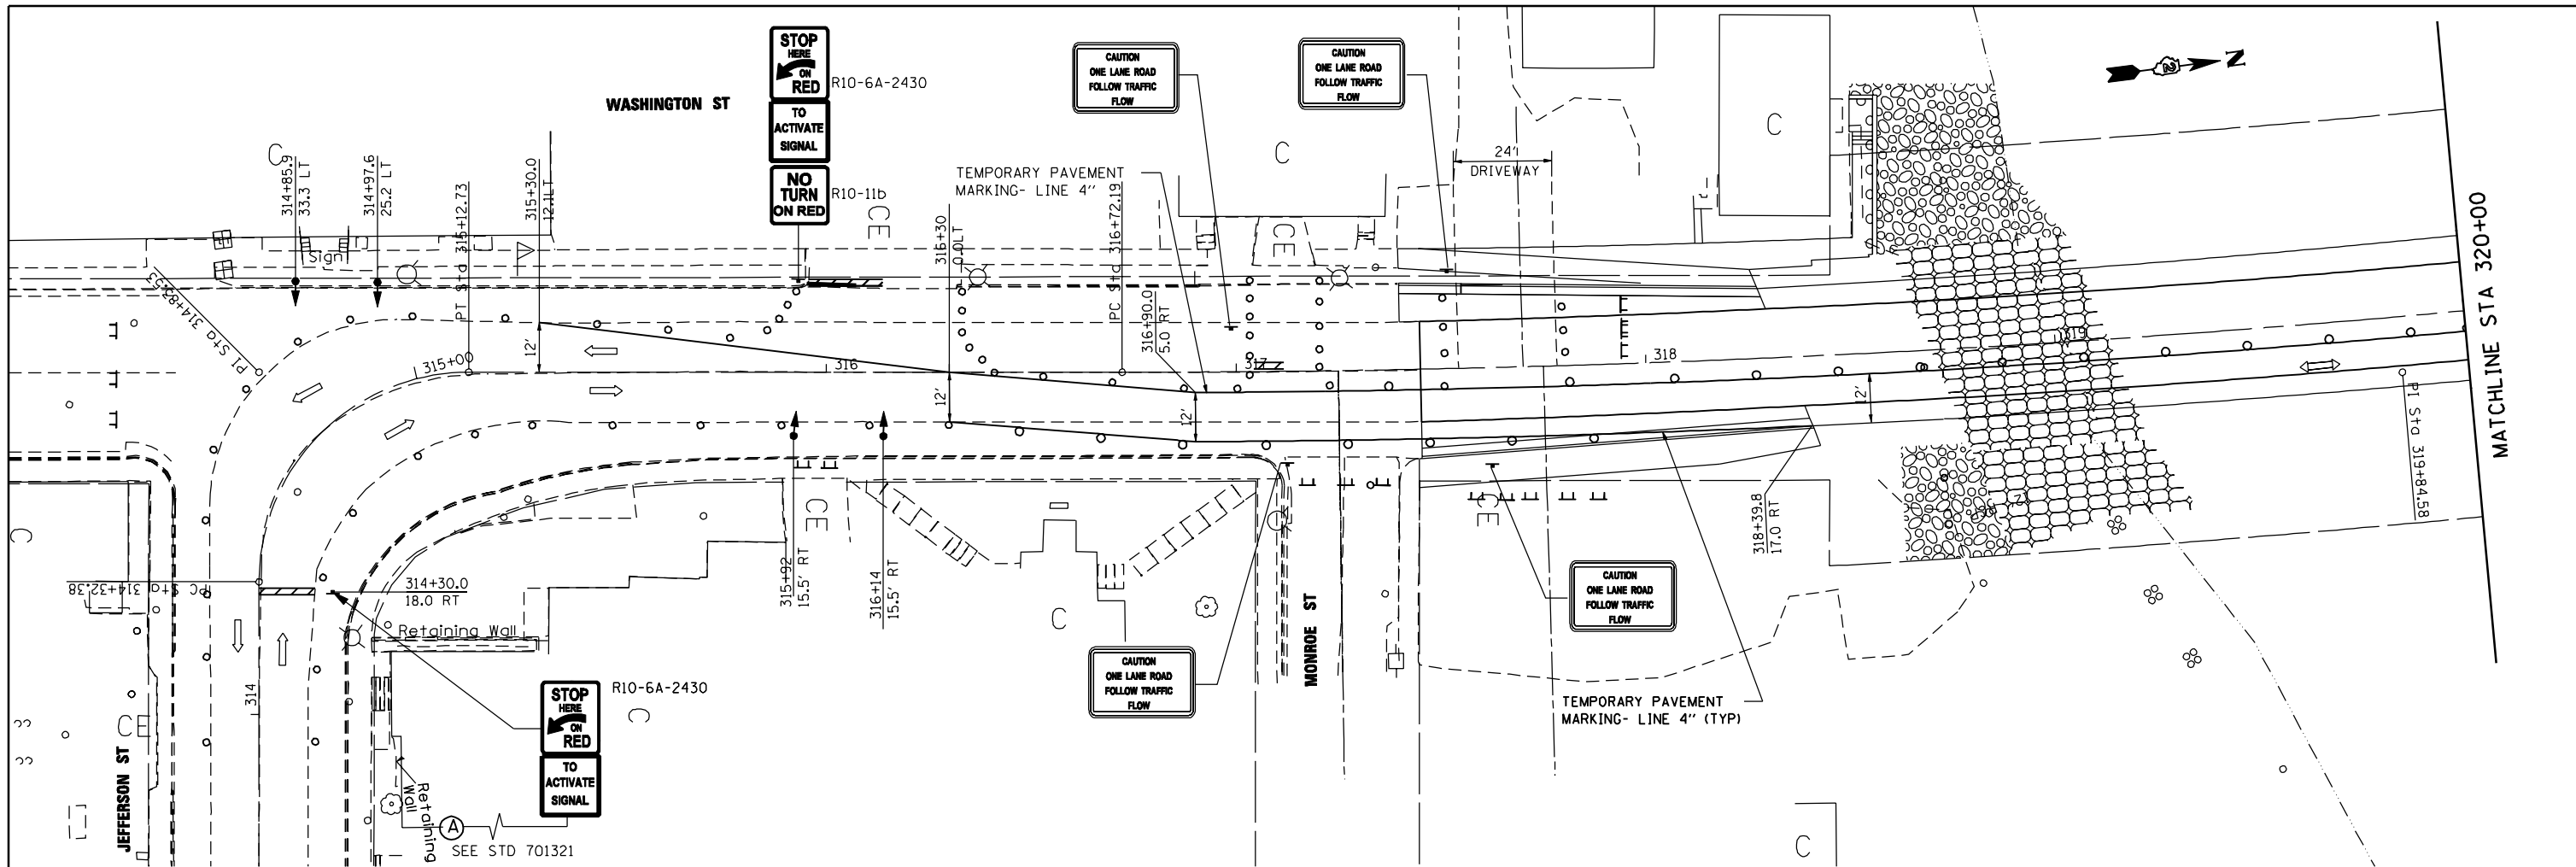 STOP
HERE
ON
RED
R10-6A-2430
TO
ACTIVATE
SIGNAL
NO
TURN
ON RED
R10-11b
WASHINGTON ST
CAUTION
ONE LANE ROAD
FOLLOW TRAFFIC
FLOW
CAUTION
ONE LANE ROAD
FOLLOW TRAFFIC
FLOW
N
C
314+85.9
33.3 LT
314+97.6
25.2 LT
PT Sta 315+12.73
315+30.0
12.1LT
CE
316+30
0.0LT
TEMPORARY PAVEMENT
MARKING- LINE 4"
PC Sta 316+72.19
C
CE
24'
DRIVEWAY
C
MATCHLINE STA 320+00
Sign
PI Sta 314+83.53
12'
315+00
316
12'
316+90.0
5.0 RT
12'
317
318
319
12'
PI Sta 319+84.58
C
CE
315+92
15.5' RT
316+14
15.5' RT
CE
318+39.8
17.0 RT
PC Sta 314+32.38
314+30.0
18.0 RT
Retaining Wall
C
CAUTION
ONE LANE ROAD
FOLLOW TRAFFIC
FLOW
MONROE ST
CAUTION
ONE LANE ROAD
FOLLOW TRAFFIC
FLOW
314
CE
JEFFERSON ST
STOP
HERE
ON
RED
R10-6A-2430
C
TO
ACTIVATE
SIGNAL
TEMPORARY PAVEMENT
MARKING- LINE 4" (TYP)
Retaining
Wall
A
SEE STD 701321
C